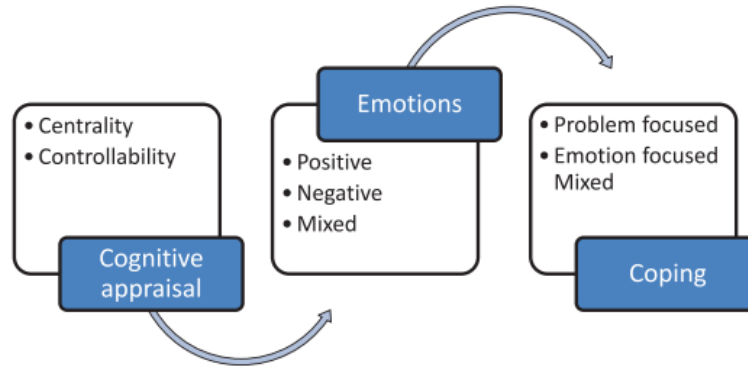 • Centrality
• Controllability
Cognitive
appraisal
Emotions
• Positive
• Negative
• Mixed
• Problem focused
• Emotion focused
Mixed
Coping